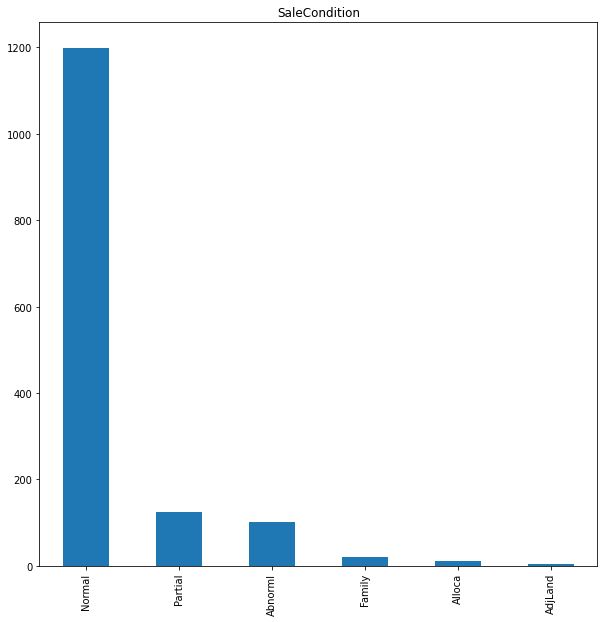 SaleCondition
1200
1000
800
600
400
200
0
Normal
Partial
Abnorml
Family
Alloca
AdjLand